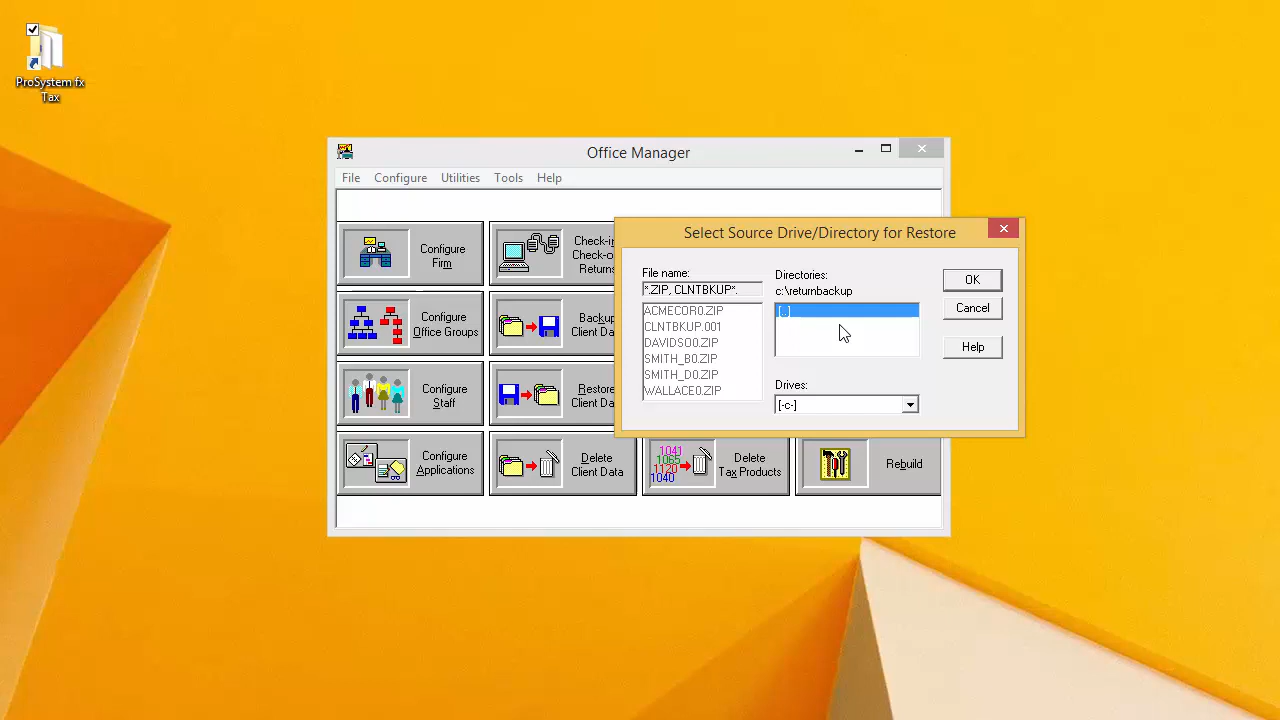 ProSystem fx
Tax
Office Manager
File Configure Utilities Tools Help
Configure
Firm
Configure
Office Groups
Configure
Staff
Configure
Applications
Check-i
Check-o
Return
Backu
Client Da
Restore
Client Da
Delete
Client Data
1041
1065
1120
1040
Delete
Tax Products
Rebuild
Select Source Drive/Directory for Restore
File name:
*.ZIP, CLNTBKUP*.
ACMECOR0.ZIP
CLNTBKUP.001
DAVIDSO0.ZIP
SMITH_B0.ZIP
SMITH_D0.ZIP
WALLACE0.ZIP
Directories:
c:\returnbackup
[..]
Drives:
[-c-]
OK
Cancel
Help